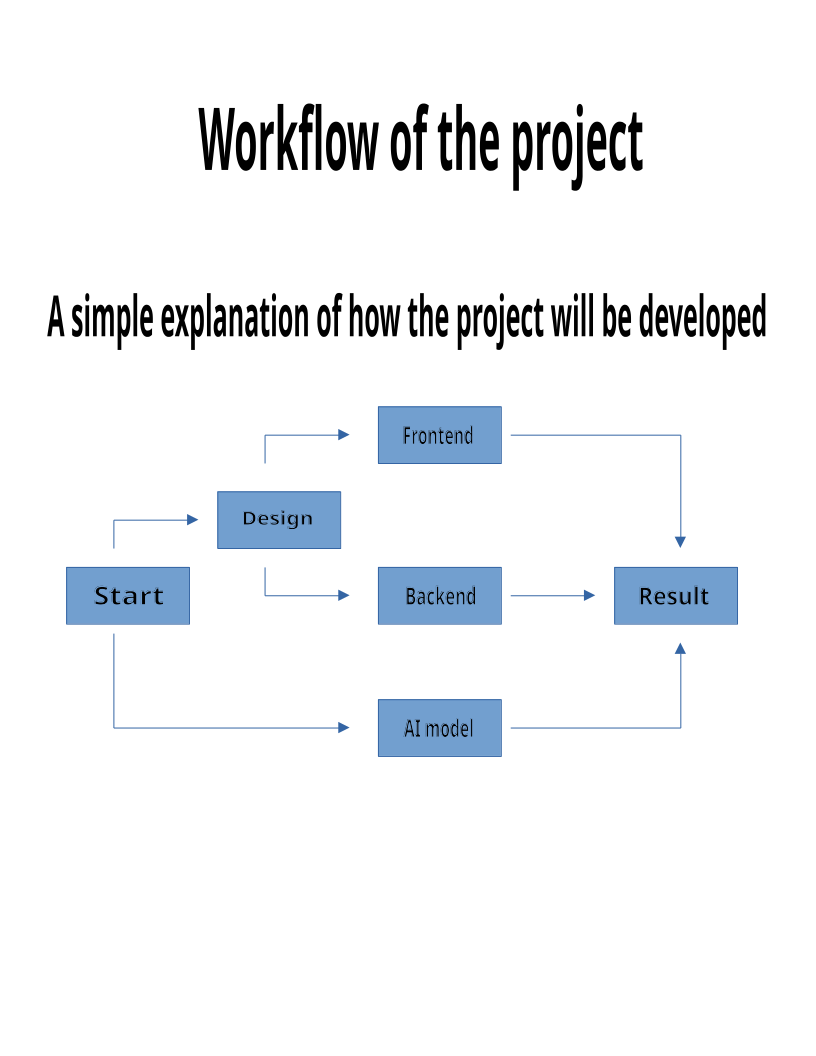 Workflow of the project
A simple explanation of how the project will be developed
Frontend
Design
Start
Backend
Result
AI model